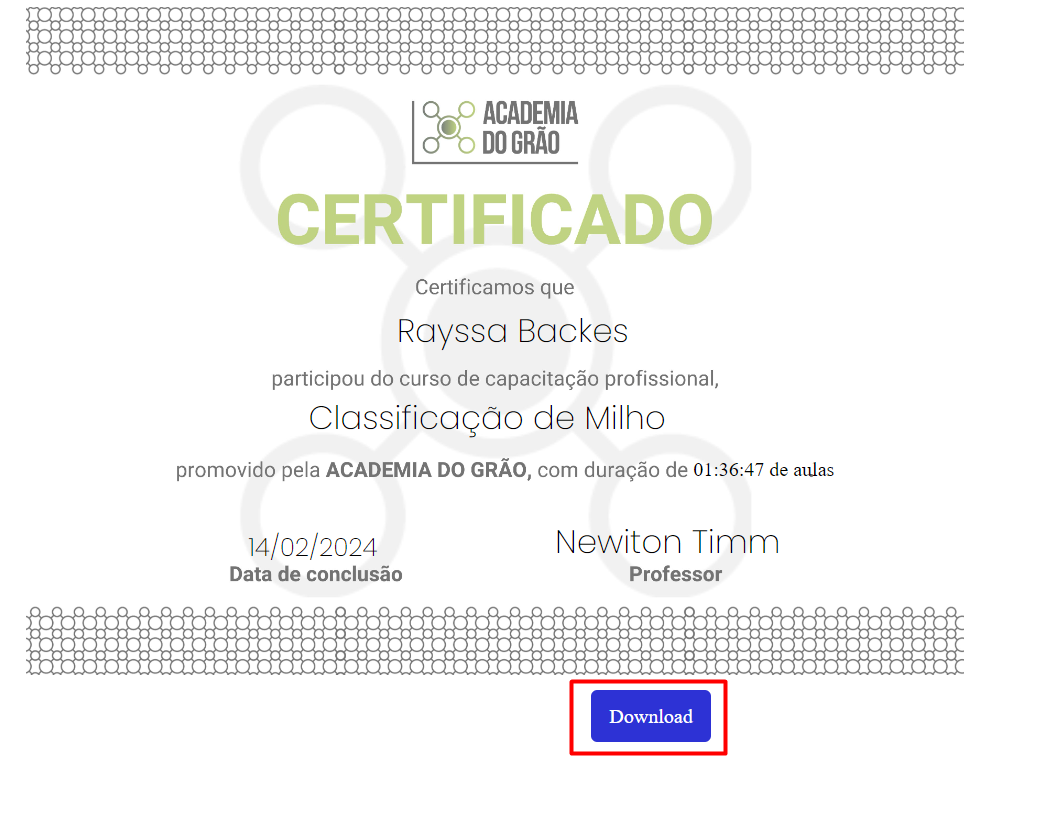 ACADEMIA
DO GRÃO
CERTIFICADO
Certificamos que
Rayssa Backes
participou do curso de capacitação profissional,
Classificação de Milho
promovido pela ACADEMIA DO GRÃO, com duração de 01:36:47 de aulas
14/02/2024
Data de conclusão
Newiton Timm
Professor
Download